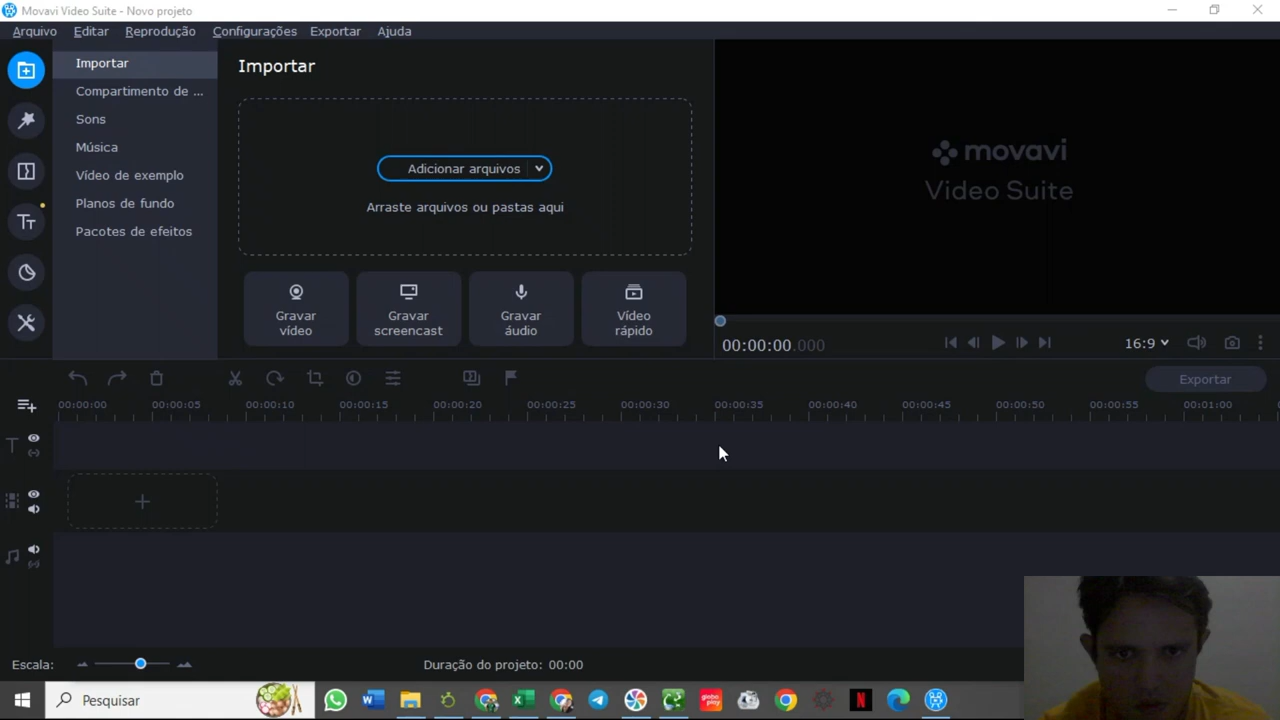 Movavi Video Suite - Novo projeto
Arquivo Editar Reprodução Configurações Exportar Ajuda
Importar
Compartimento de ...
Sons
Música
Vídeo de exemplo
Planos de fundo
Pacotes de efeitos
Importar
Adicionar arquivos
Arraste arquivos ou pastas aqui
Gravar
vídeo
Gravar
screencast
Gravar
áudio
Vídeo
rápido
movavi
Video Suite
00:00:00.000
16:9
Exportar
00:00:00 00:00:05 00:00:10 00:00:15 00:00:20 00:00:25 00:00:30 00:00:35 00:00:40 00:00:45 00:00:50 00:00:55 00:01:00
Escala:
Duração do projeto: 00:00
Pesquisar
globo
play